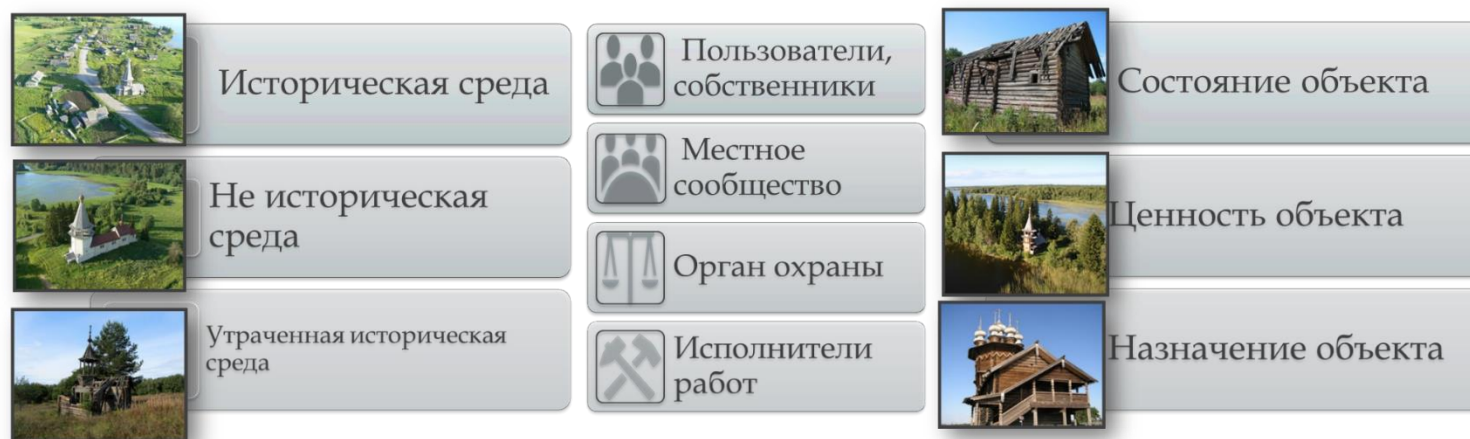 Историческая среда
Не историческая
среда
Утраченная историческая
среда
Пользователи,
собственники
Местное
сообщество
Орган охраны
Исполнители
работ
Состояние объекта
Ценность объекта
Назначение объекта